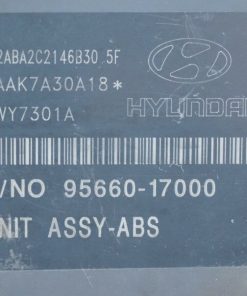 2ABA2C2146B30.5F
AAK7A30A18*
WY7301A
HYUNDAI
/NO 95660-17000
NIT ASSY-ABS